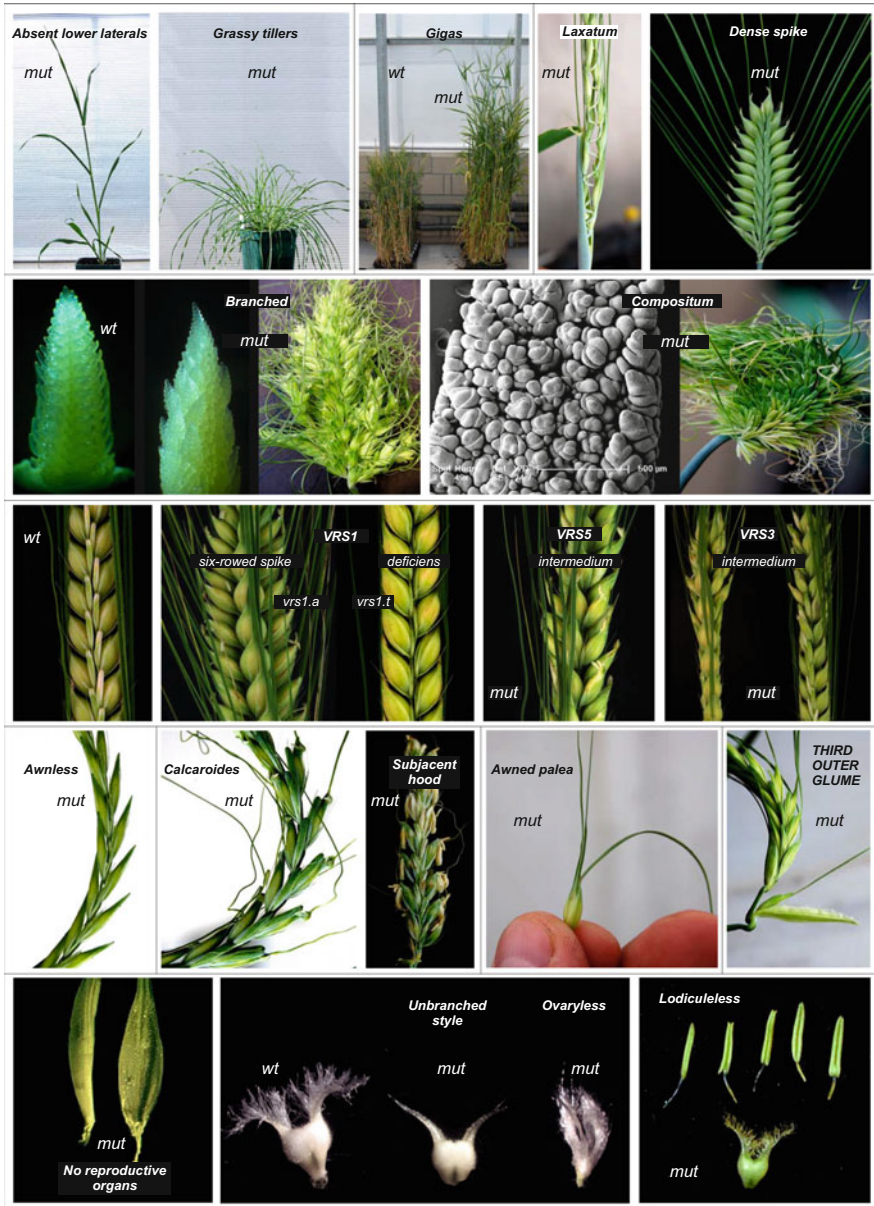 Absent lower laterals
mut
Grassy tillers
mut
Gigas
wt
mut
Laxatum
mut
Dense spike
mut
wt
Branched
mut
Compositum
mut
500 µm
wt
VRS1
six-rowed spike
deficiens
vrs1.a
vrs1.t
VRS5
intermedium
mut
VRS3
intermedium
mut
Awnless
mut
Calcaroides
mut
Subjacent
hood
mut
Awned palea
mut
THIRD
OUTER
GLUME
mut
mut
No reproductive
organs
wt
Unbranched
style
mut
Ovaryless
mut
Lodiculeless
mut